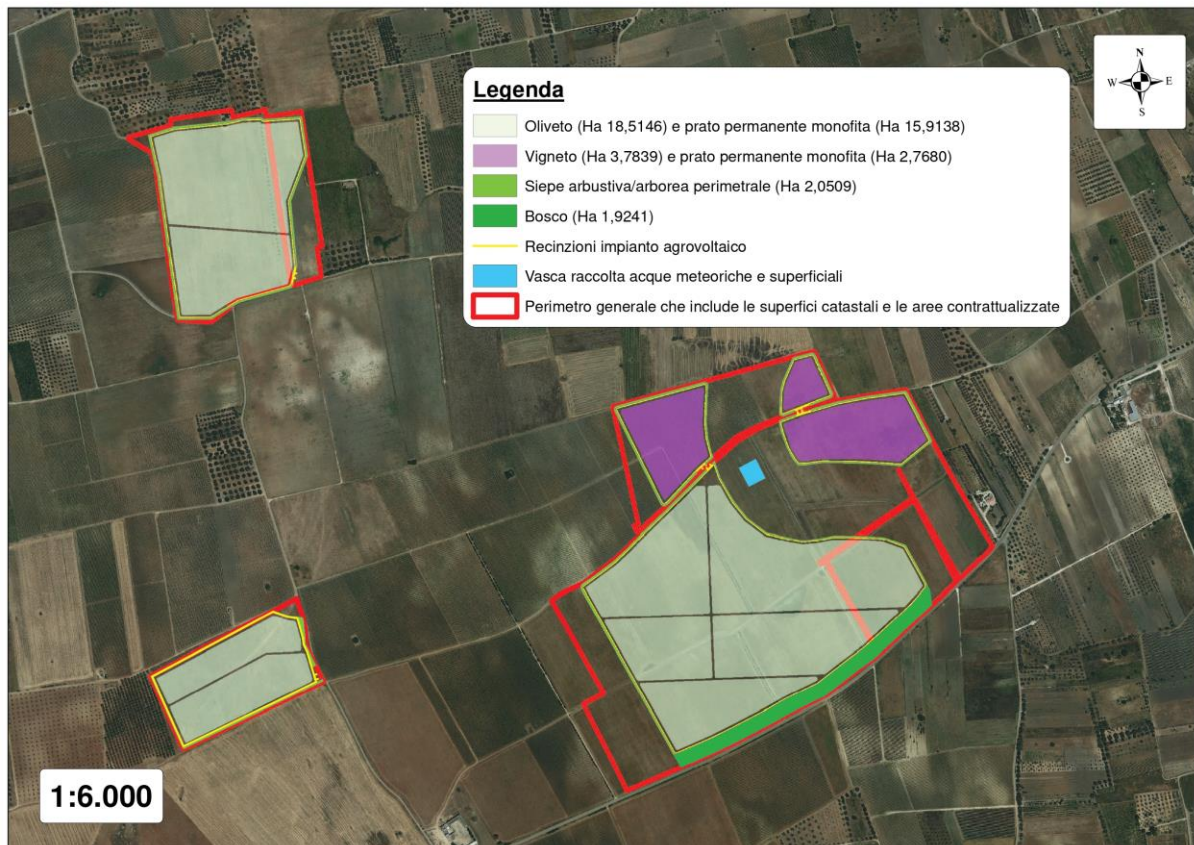 N
W E
S
Legenda
Oliveto (Ha 18,5146) e prato permanente monofita (Ha 15,9138)
Vigneto (Ha 3,7839) e prato permanente monofita (Ha 2,7680)
Siepe arbustiva/arborea perimetrale (Ha 2,0509)
Bosco (Ha 1,9241)
Recinzioni impianto agrovoltaico
Vasca raccolta acque meteoriche e superficiali
Perimetro generale che include le superfici catastali e le aree contrattualizzate
1:6.000